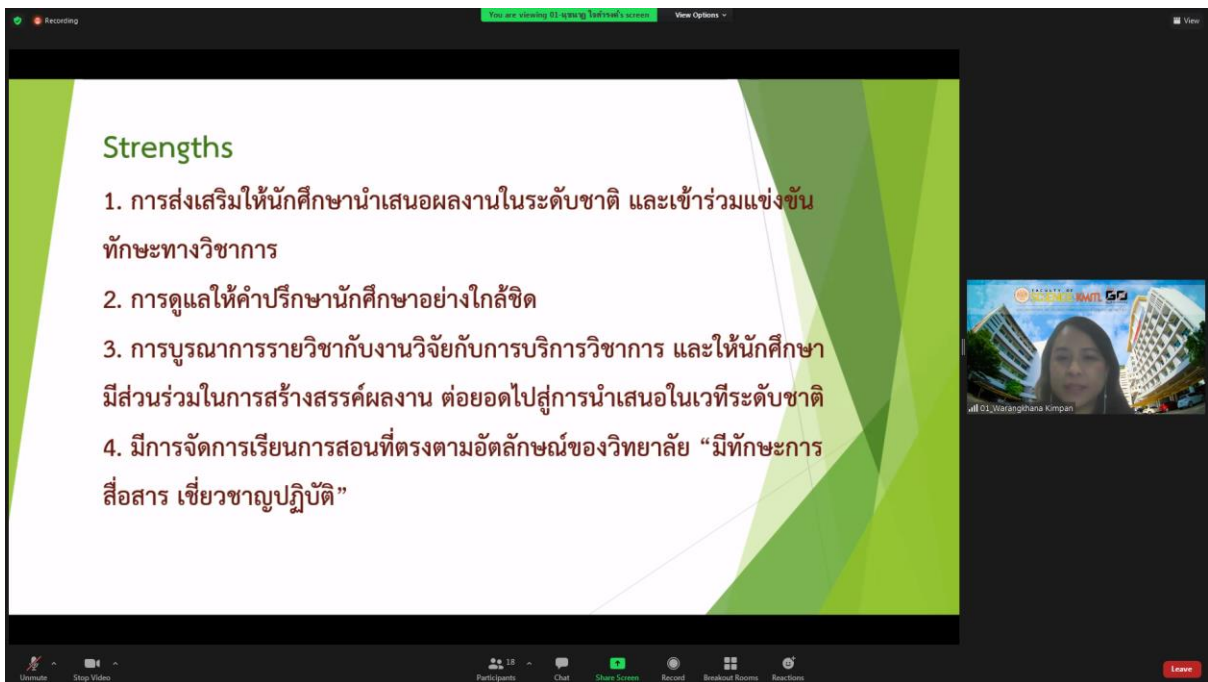 Recording
You are viewing 01-นุชนาฏ ใจดำรงค์'s screen
View Options
View
Strengths
1. การส่งเสริมให้นักศึกษานำเสนอผลงานในระดับชาติ และเข้าร่วมแข่งขัน
ทักษะทางวิชาการ
2. การดูแลให้คำปรึกษานักศึกษาอย่างใกล้ชิด
3. การบูรณาการรายวิชากับงานวิจัยกับการบริการวิชาการ และให้นักศึกษา
มีส่วนร่วมในการสร้างสรรค์ผลงาน ต่อยอดไปสู่การนำเสนอในเวทีระดับชาติ
4. มีการจัดการเรียนการสอนที่ตรงตามอัตลักษณ์ของวิทยาลัย “มีทักษะการ
สื่อสาร เชี่ยวชาญปฏิบัติ”
FACULTY OF
SCIENCE KMITL GO
01_Warangkhana Kimpan
Unmute
Stop Video
18
Participants
Chat
Share Screen
Record
Breakout Rooms
Reactions
Leave